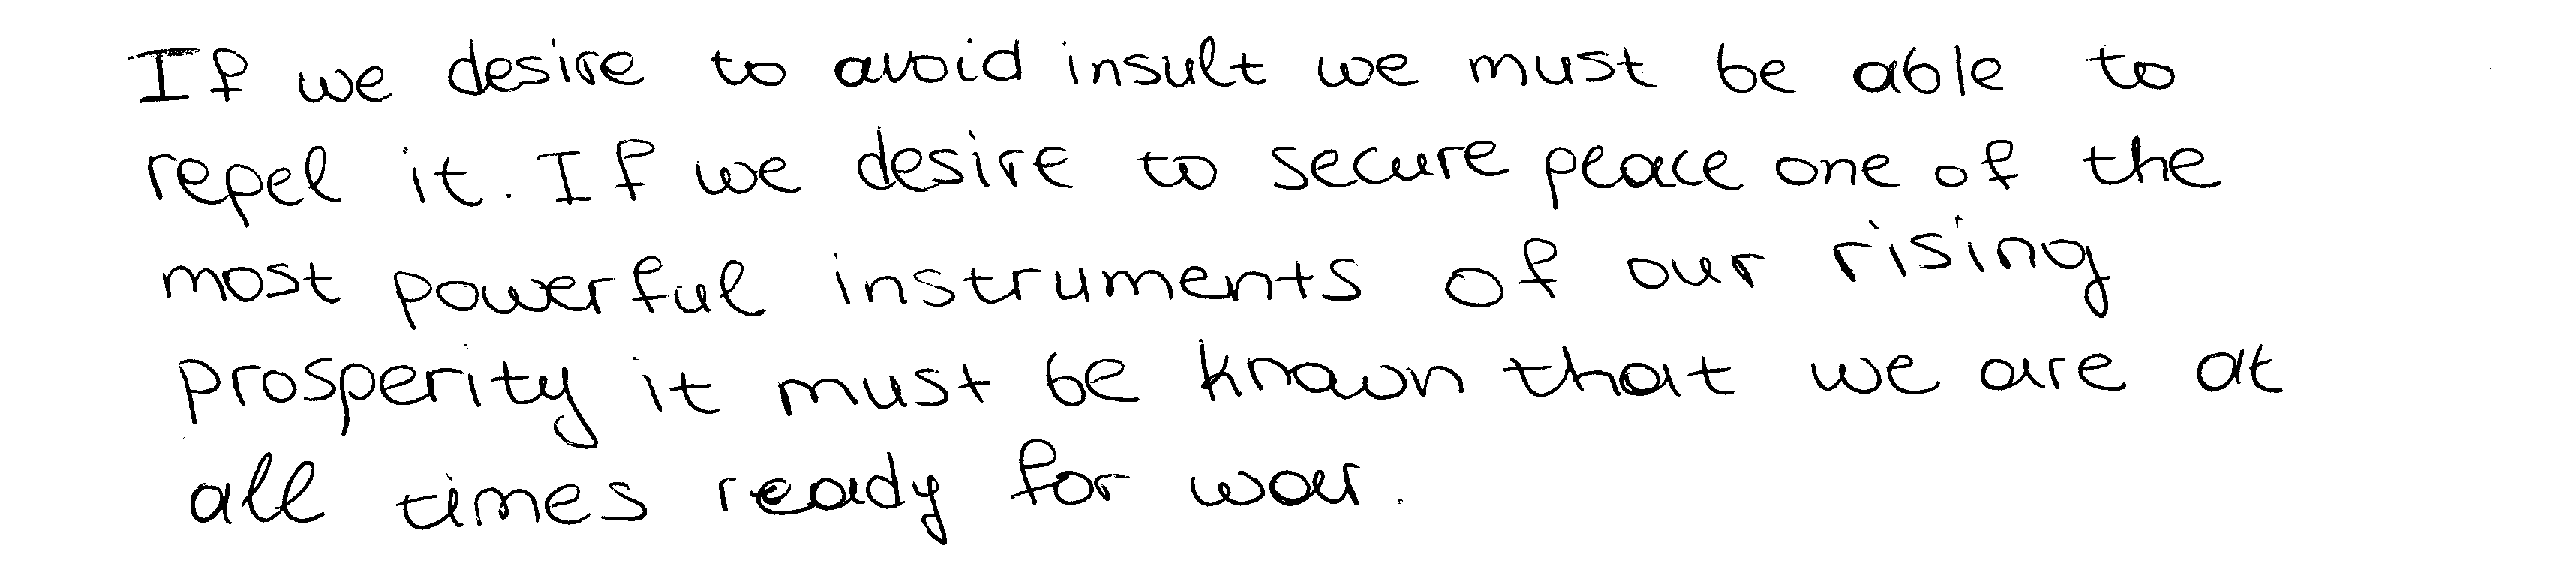 If we desire to avoid insult we must be able to
repel it. If we desire to secure peace one of the
most powerful instruments of our rising
prosperity it must be known that we are at
all times ready for war.